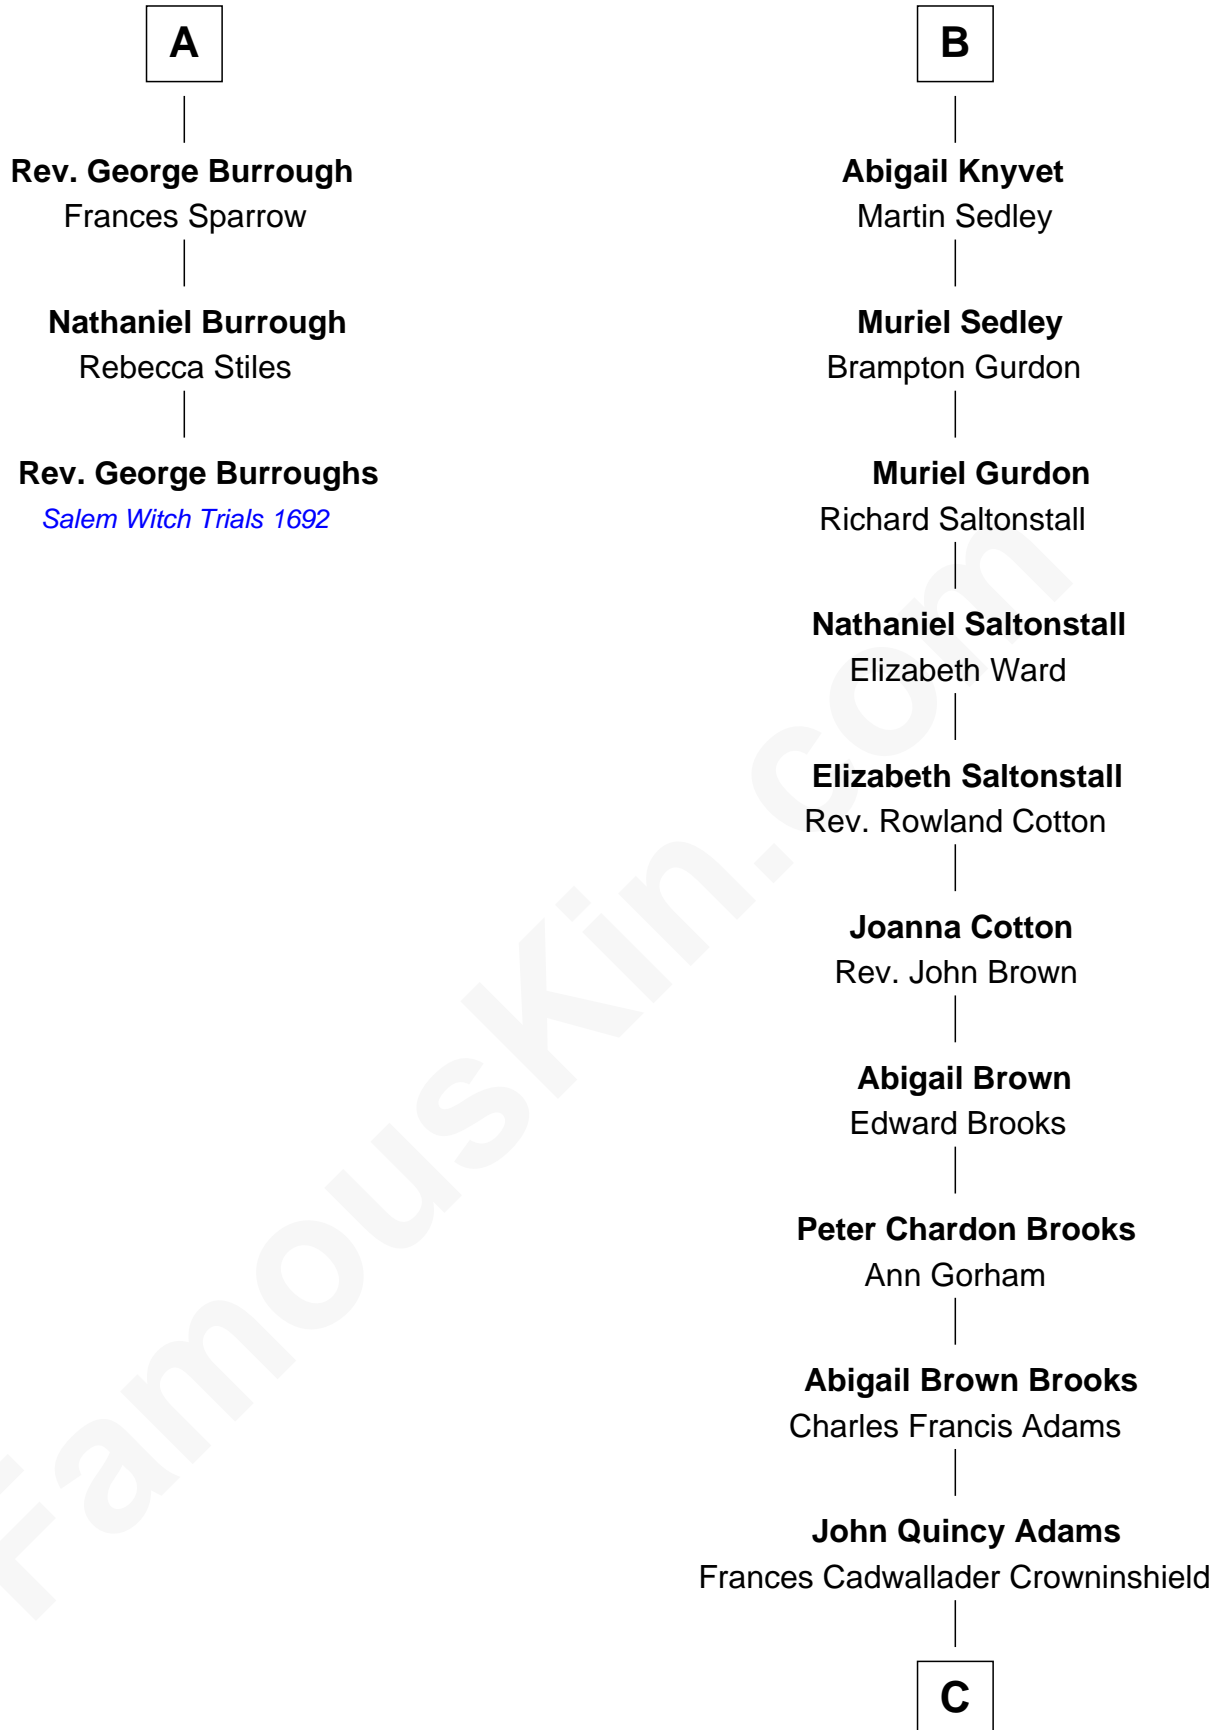 A
Rev. George Burrough
Frances Sparrow
Nathaniel Burrough
Rebecca Stiles
Rev. George Burroughs
Salem Witch Trials 1692
B
Abigail Knyvet
Martin Sedley
Muriel Sedley
Brampton Gurdon
Muriel Gurdon
Richard Saltonstall
Nathaniel Saltonstall
Elizabeth Ward
Elizabeth Saltonstall
Rev. Rowland Cotton
Joanna Cotton
Rev. John Brown
Abigail Brown
Edward Brooks
Peter Chardon Brooks
Ann Gorham
Abigail Brown Brooks
Charles Francis Adams
John Quincy Adams
Frances Cadwallader Crowninshield
C
FamousKin.com